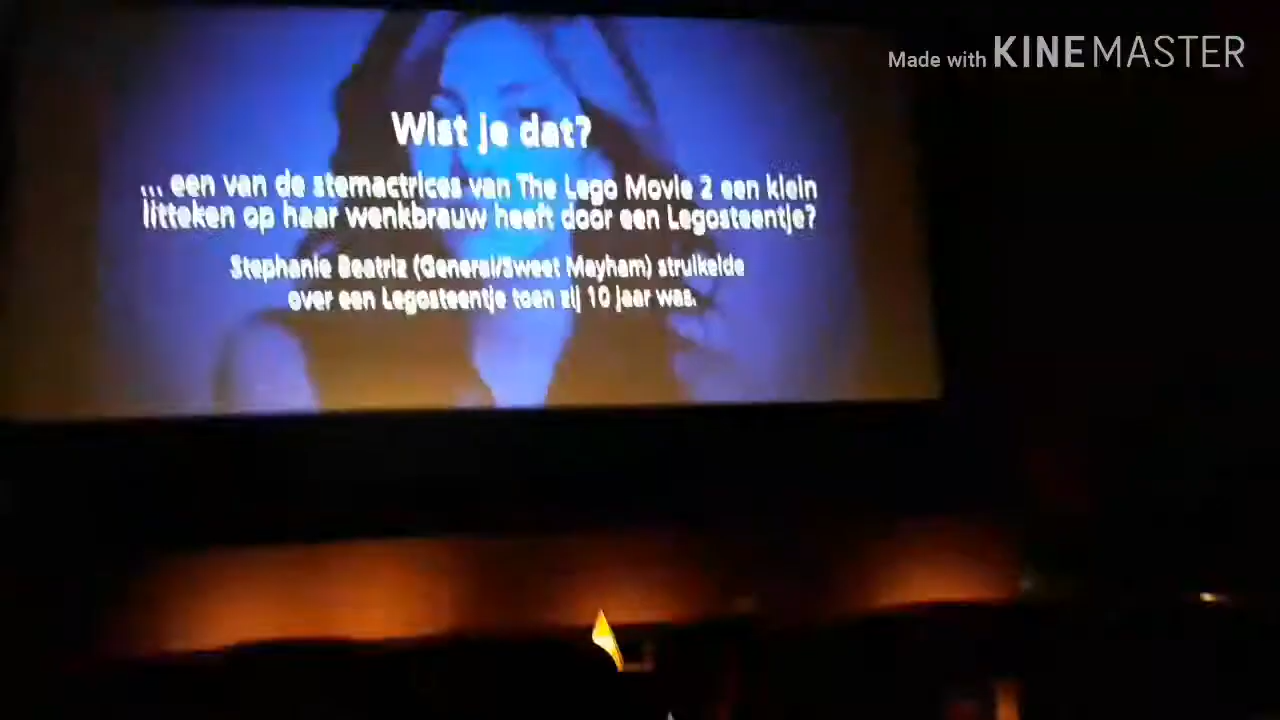 Made with KINEMASTER
Wist je dat?
... een van de stemactrices van The Lego Movie 2 een klein
litteken op haar wenkbrauw heeft door een Legosteentje?
Stephanie Beatriz (General/Sweet Mayham) struikelde
over een Legosteentje toen zij 10 jaar was.